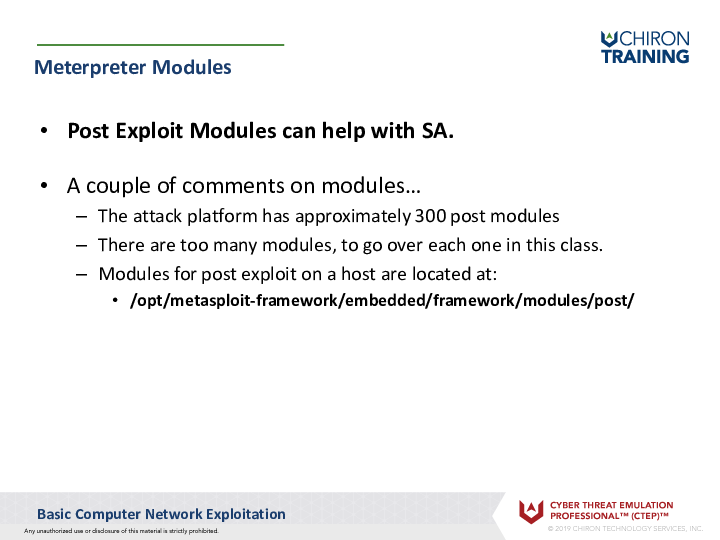 CHIRON
TRAINING
Meterpreter Modules
• Post Exploit Modules can help with SA.
• A couple of comments on modules…
– The attack platform has approximately 300 post modules
– There are too many modules, to go over each one in this class.
– Modules for post exploit on a host are located at:
• /opt/metasploit-framework/embedded/framework/modules/post/
Basic Computer Network Exploitation
Any unauthorized use or disclosure of this material is strictly prohibited.
CYBER THREAT EMULATION
PROFESSIONAL™ (CTEP)™
© 2019 CHIRON TECHNOLOGY SERVICES, INC.